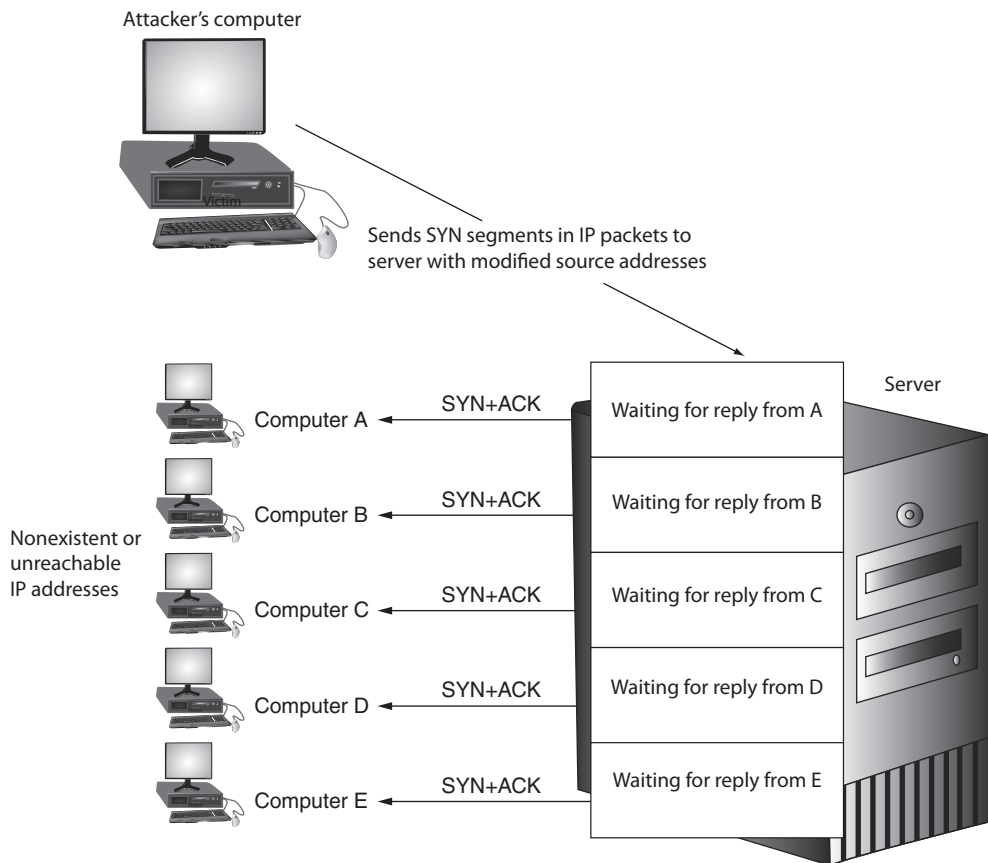 Attacker's computer
Victim
Sends SYN segments in IP packets to
server with modified source addresses
Server
Computer A
SYN+ACK
Waiting for reply from A
Computer B
SYN+ACK
Waiting for reply from B
Nonexistent or
unreachable
IP addresses
Computer C
SYN+ACK
Waiting for reply from C
Computer D
SYN+ACK
Waiting for reply from D
Computer E
SYN+ACK
Waiting for reply from E